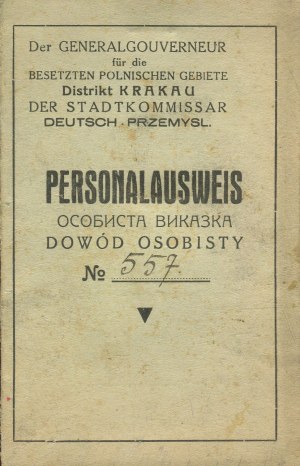 Der GENERALGOUVERNEUR
für die
BESETZTEN POLNISCHEN GEBIETE
Distrikt KRAKAU
DER STADTKOMMISSAR
DEUTSCH-PRZEMYSL.
PERSONALAUSWEIS
ОСОБИСТА ВИКАЗКА
DOWÓD OSOBISTY
№ 557.